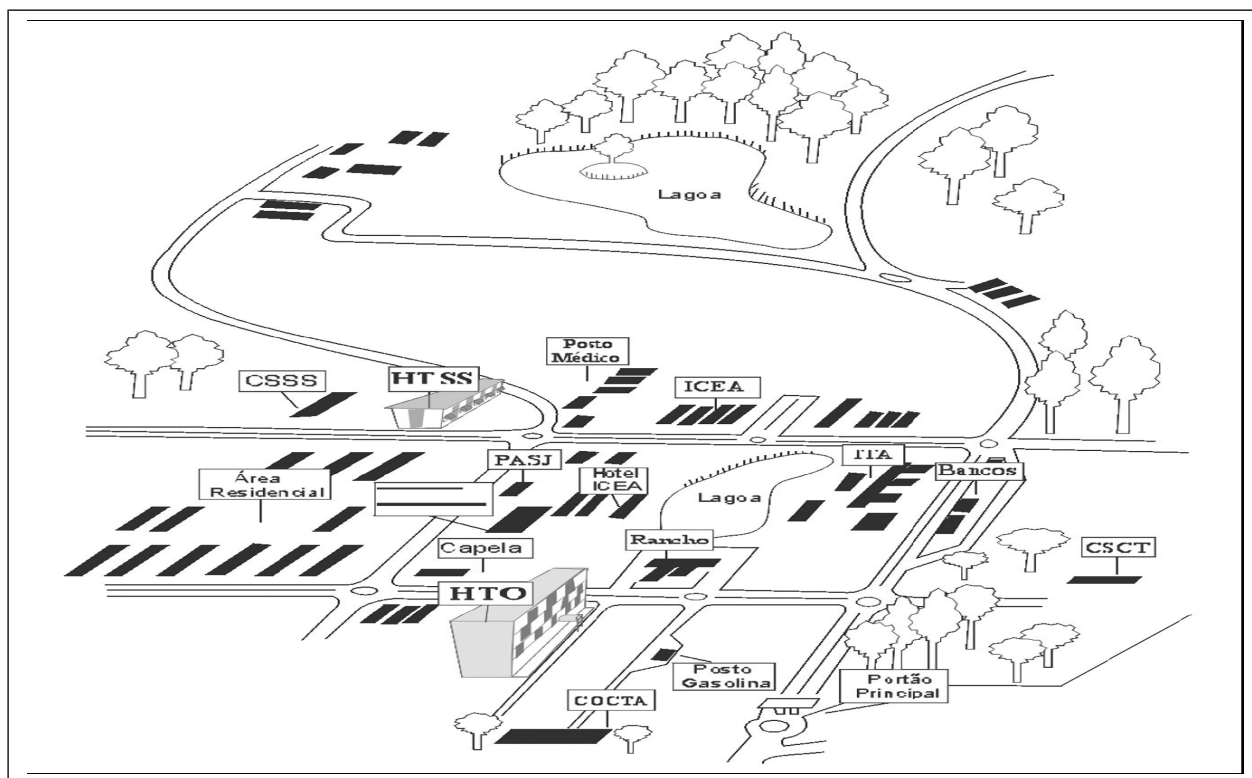 Lagoa
Posto
Médico
CSSS
HTSS
ICEA
PASJ
Hotel
ICEA
ITA
Bancos
Área
Residencial
Lagoa
Capela
Rancho
CSCT
HTO
Posto
Gasolina
Portão
Principal
COCTA